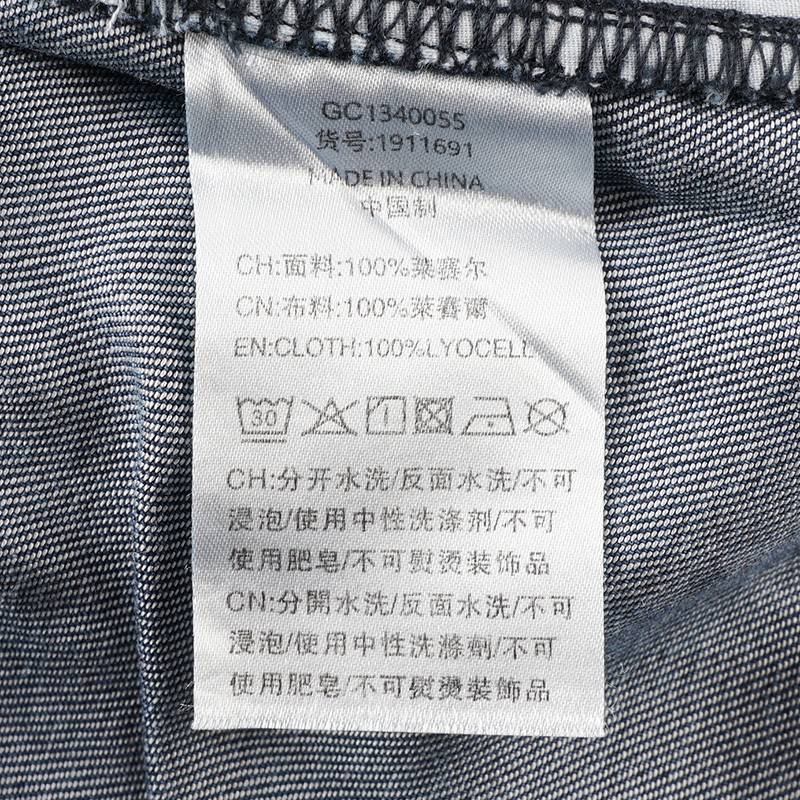 GC1340055
货号:1911691
MADE IN CHINA
中国制
CH:面料:100%莱赛尔
CN:布料:100%萊賽爾
EN:CLOTH:100%LYOCELL
30
CH:分开水洗/反面水洗/不可
浸泡/使用中性洗涤剂/不可
使用肥皂/不可熨烫装饰品
CN:分開水洗/反面水洗/不可
浸泡/使用中性洗滌劑/不可
使用肥皂/不可熨燙裝飾品